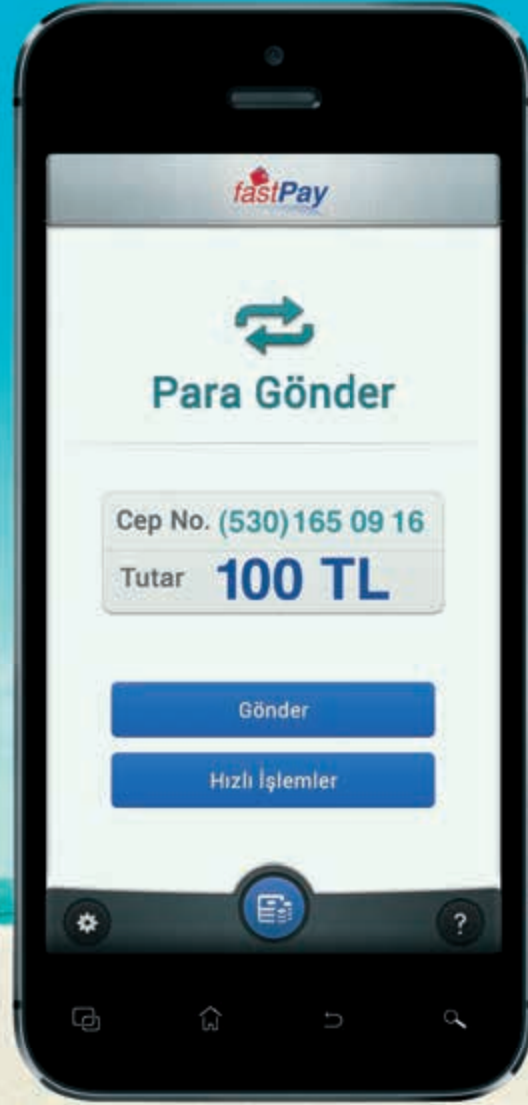 fastPay
Para Gönder
Cep No. (530) 165 09 16
Tutar 100 TL
Gönder
Hızlı İşlemler
?